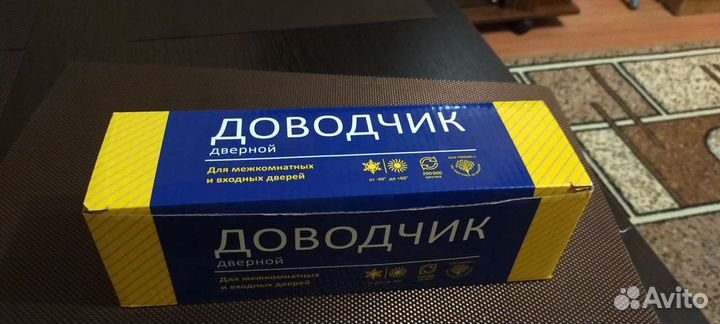 ДОВОДЧИК
дверной
Для межкомнатных
и входных дверей
от -40° до +60°
200 000
ECO FRIENDLY
ДОВОДЧИК
дверной
Для межкомнатных
и входных дверей
Avito